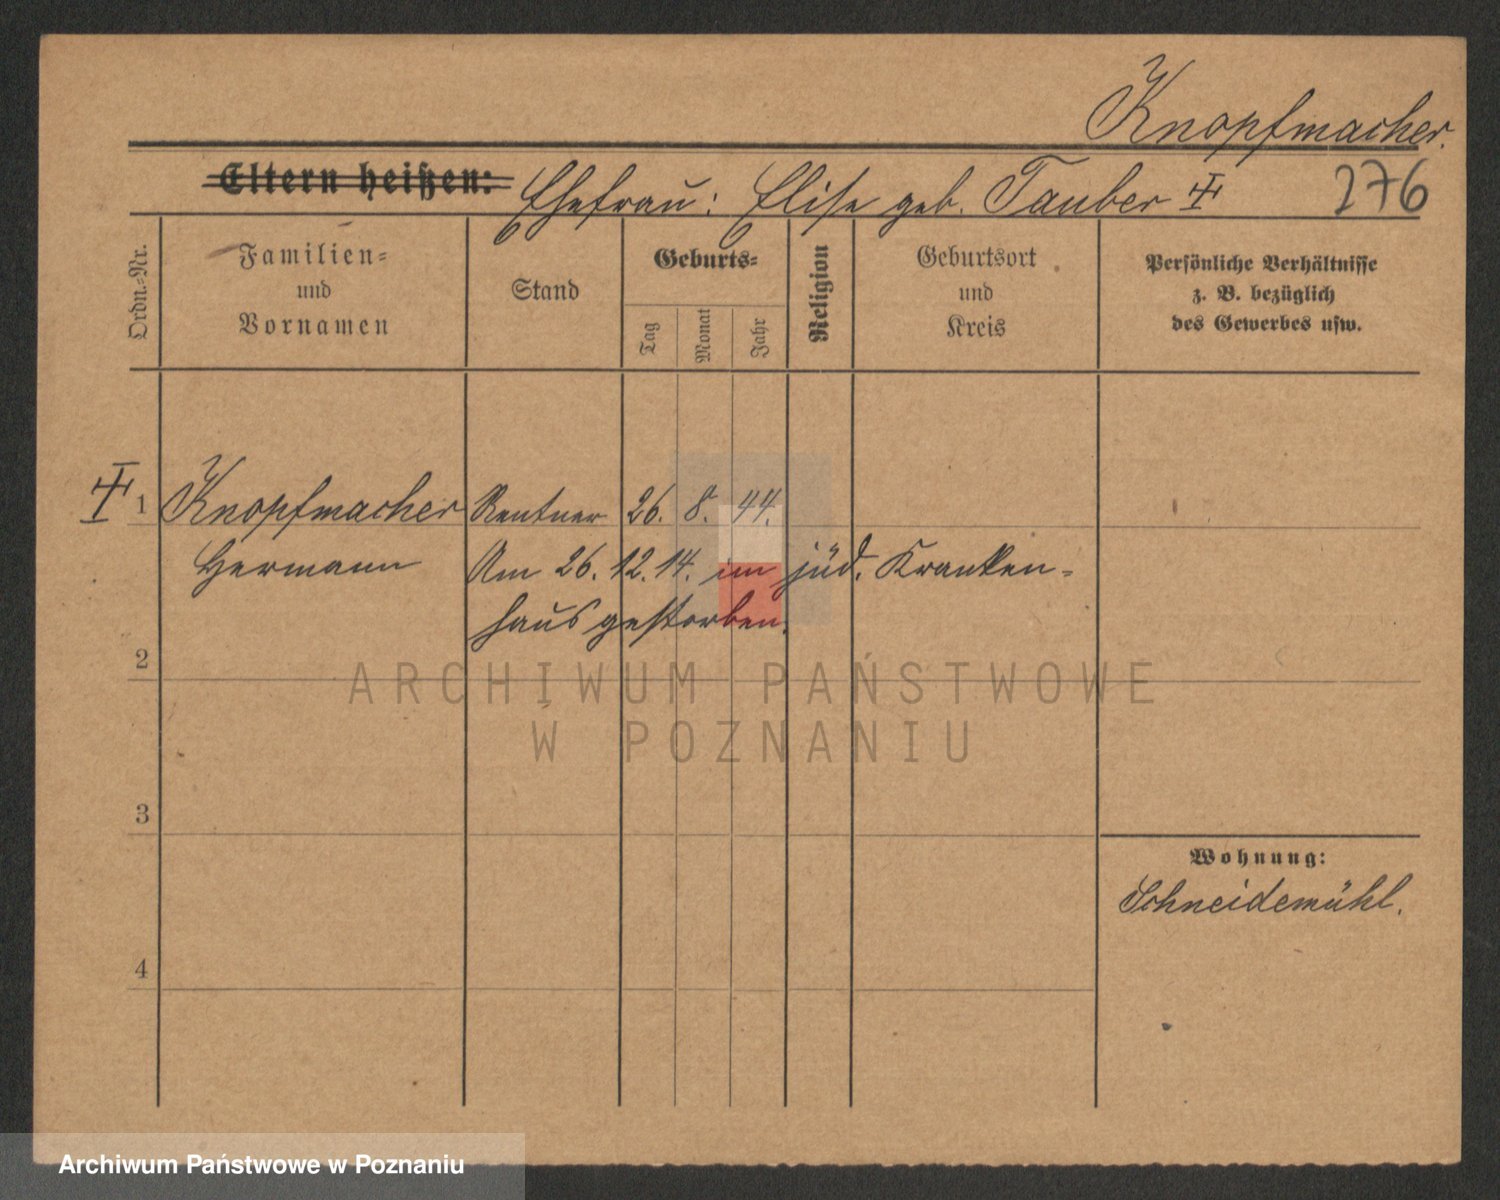 Knopfmacher.
Eltern heißen: Ehefrau: Elise geb. Tauber
276
Ordn.-Nr.
Familien-
und
Vornamen
Stand
Geburts-
Tag
Monat
Jahr
Religion
Geburtsort
und
Kreis
Persönliche Verhältnisse
z. B. bezüglich
des Gewerbes usw.
1 Knopfmacher Rentner 26. 8. 44.
Hermann Am 26. 12. 14. im jüd. Kranken-
haus gestorben.
2
ARCHIWUM PAŃSTWOWE
W POZNANIU
3
Wohnung:
Schneidemühl.
4
Archiwum Państwowe w Poznaniu